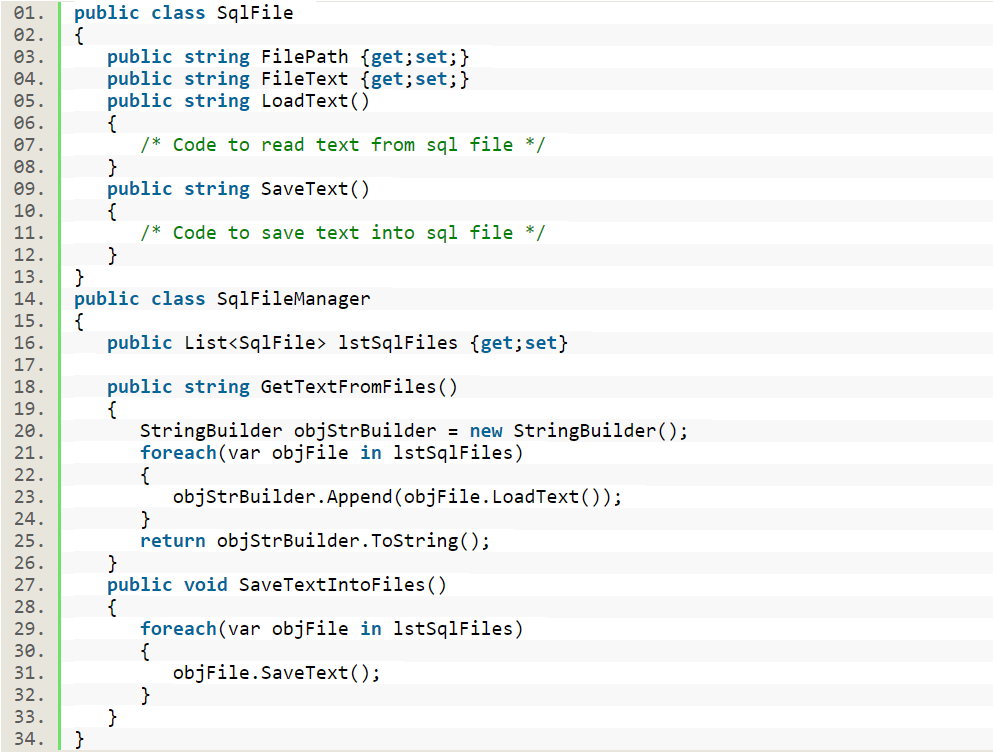 01. public class SqlFile
02. {
03.    public string FilePath {get;set;}
04.    public string FileText {get;set;}
05.    public string LoadText()
06.    {
07.       /* Code to read text from sql file */
08.    }
09.    public string SaveText()
10.    {
11.       /* Code to save text into sql file */
12.    }
13. }
14. public class SqlFileManager
15. {
16.    public List<SqlFile> lstSqlFiles {get;set}
17.
18.    public string GetTextFromFiles()
19.    {
20.       StringBuilder objStrBuilder = new StringBuilder();
21.       foreach(var objFile in lstSqlFiles)
22.       {
23.          objStrBuilder.Append(objFile.LoadText());
24.       }
25.       return objStrBuilder.ToString();
26.    }
27.    public void SaveTextIntoFiles()
28.    {
29.       foreach(var objFile in lstSqlFiles)
30.       {
31.          objFile.SaveText();
32.       }
33.    }
34. }